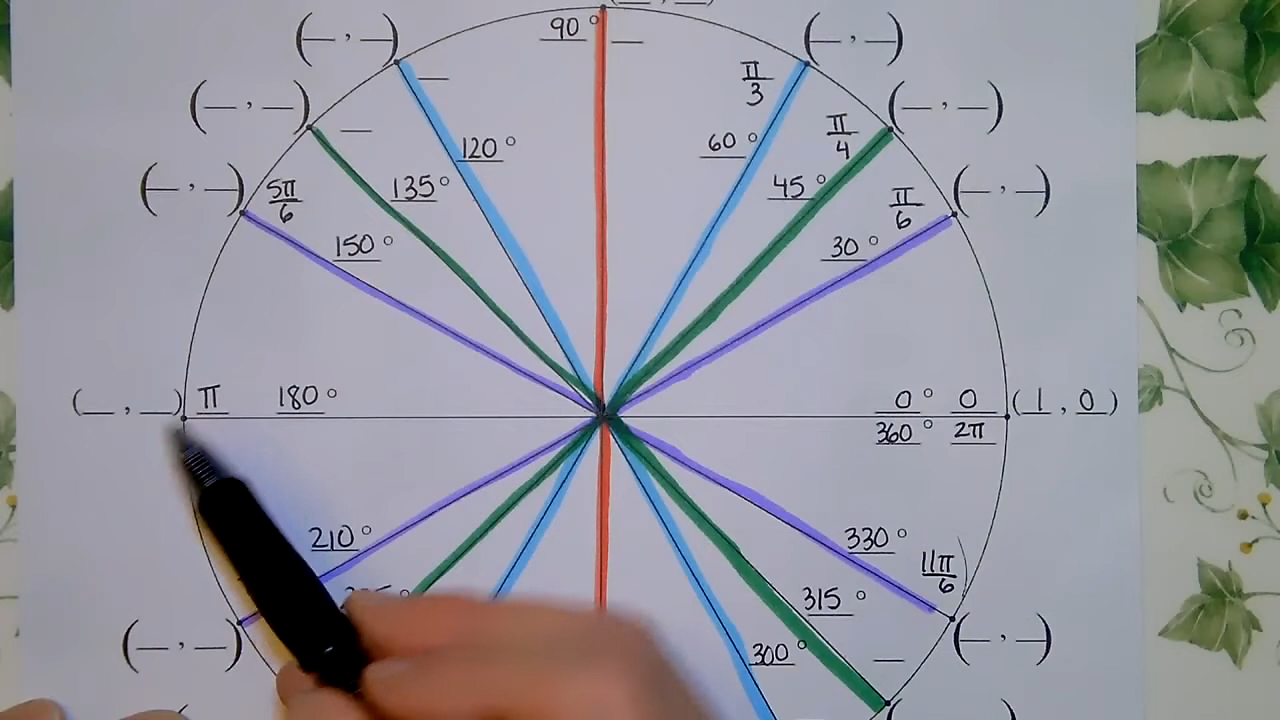 90°
(_ , _)
(_ , _)
120°
60°
π/3
(_ , _)
(_ , _)
135°
45°
π/4
(_ , _)
5π/6
150°
30°
π/6
(_ , _)
(_ , _)
π
180°
0° 0
(1 , 0)
360° 2π
210°
330°
11π/6
315°
(_ , _)
300°
(_ , _)